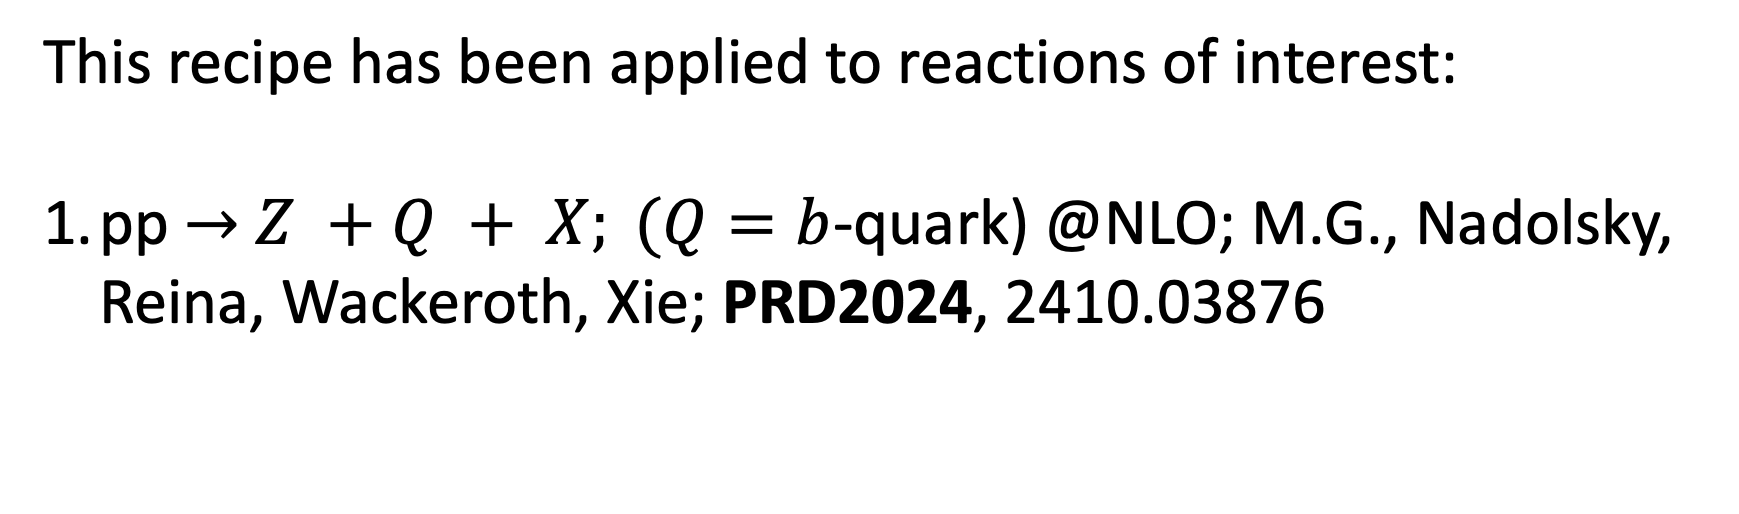 This recipe has been applied to reactions of interest:
1. pp → Z + Q + X; (Q = b-quark) @NLO; M.G., Nadolsky,
Reina, Wackeroth, Xie; PRD2024, 2410.03876